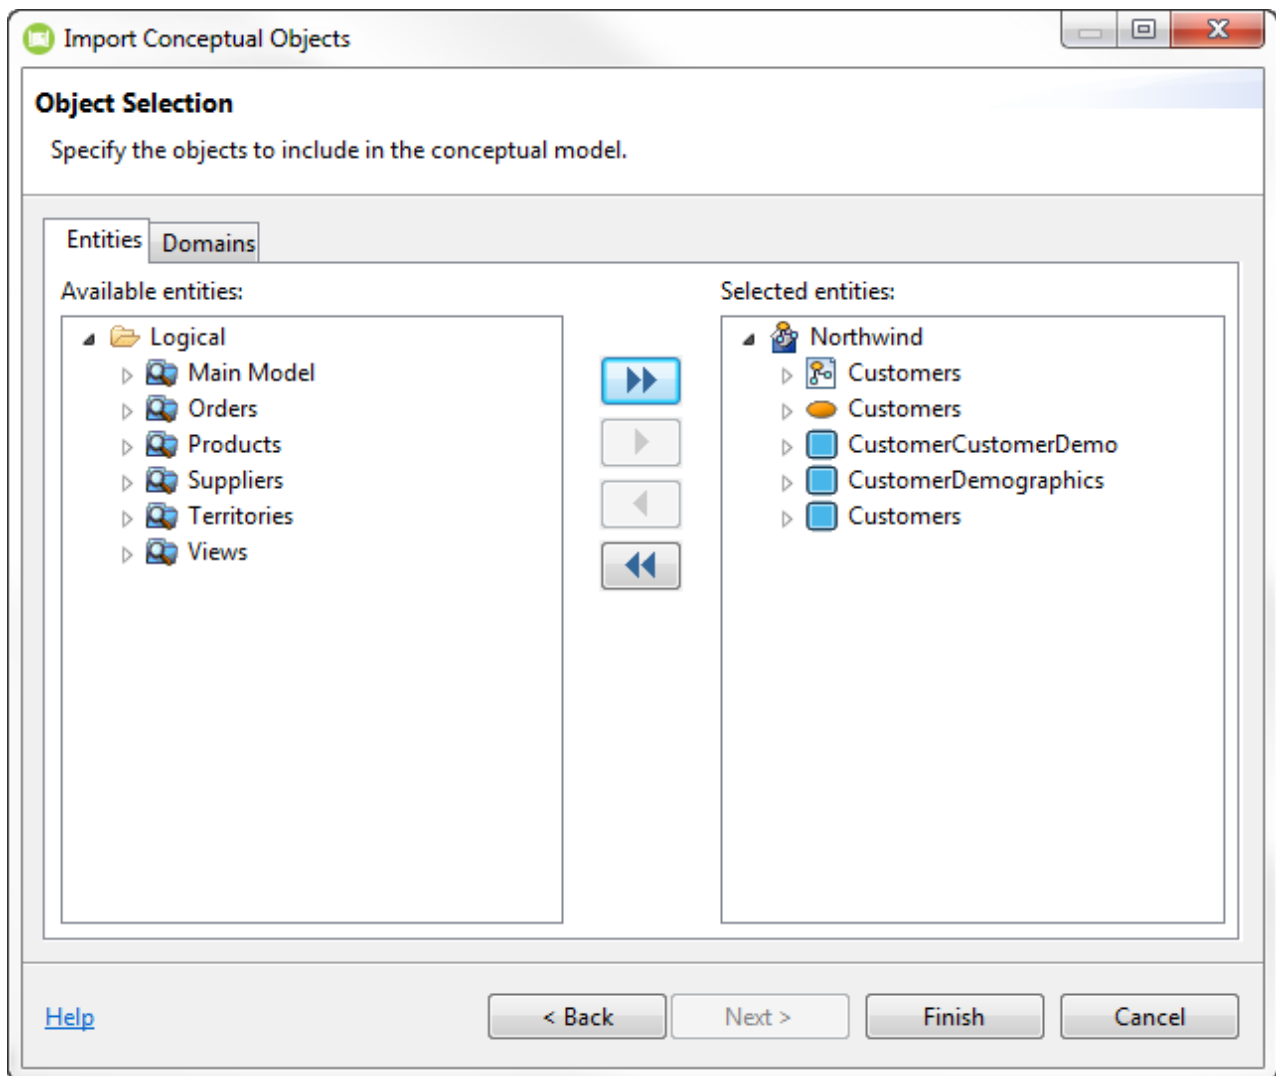 Import Conceptual Objects
Object Selection
Specify the objects to include in the conceptual model.
Entities
Domains
Available entities:
Selected entities:
Logical
Main Model
Orders
Products
Suppliers
Territories
Views
Northwind
Customers
Customers
CustomerCustomerDemo
CustomerDemographics
Customers
Help
< Back
Next >
Finish
Cancel